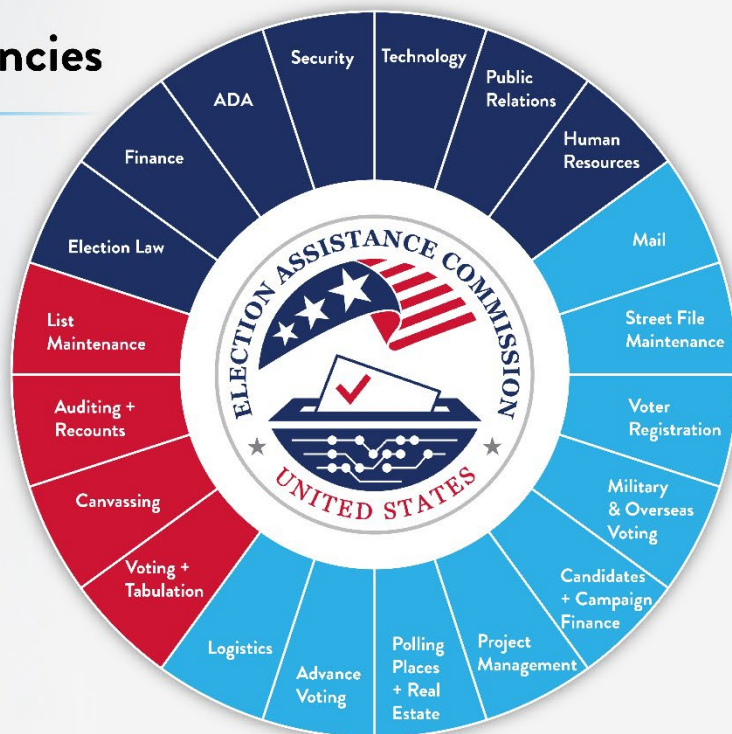 ncies
Security
Technology
Public
Relations
Human
Resources
Mail
Street File
Maintenance
Voter
Registration
Military
& Overseas
Voting
Candidates
+ Campaign
Finance
Project
Management
Polling
Places
+ Real
Estate
Advance
Voting
Logistics
Voting +
Tabulation
Canvassing
Auditing +
Recounts
List
Maintenance
Election Law
Finance
ADA
ELECTION ASSISTANCE COMMISSION
UNITED STATES